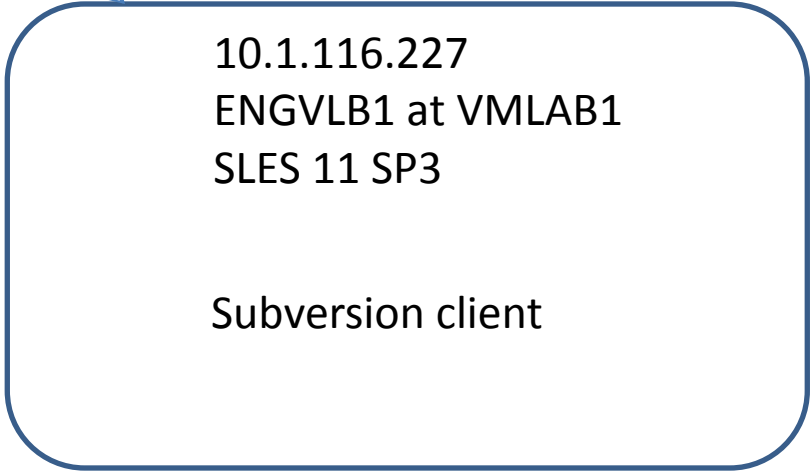 10.1.116.227
ENGVLB1 at VMLAB1
SLES 11 SP3
Subversion client